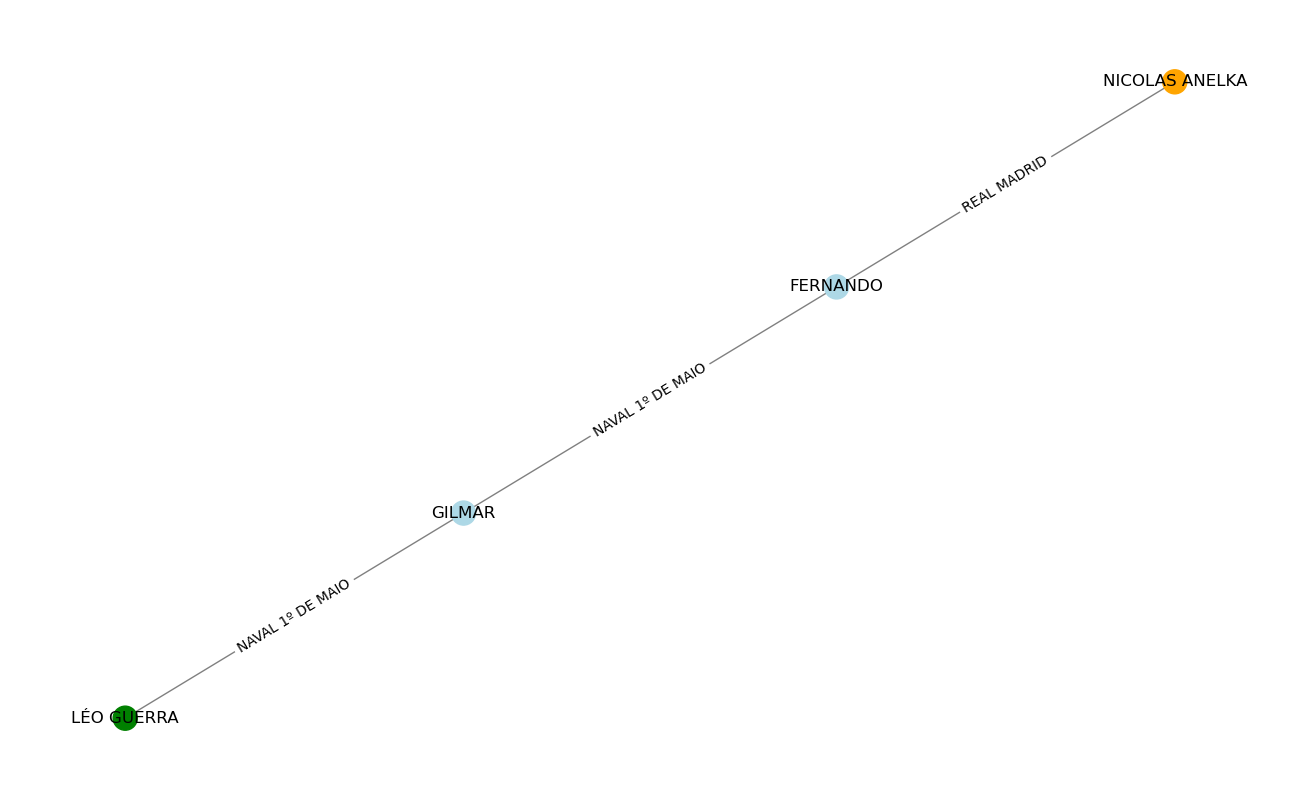 NICOLAS ANELKA
REAL MADRID
FERNANDO
NAVAL 1º DE MAIO
GILMAR
NAVAL 1º DE MAIO
LÉO GUERRA